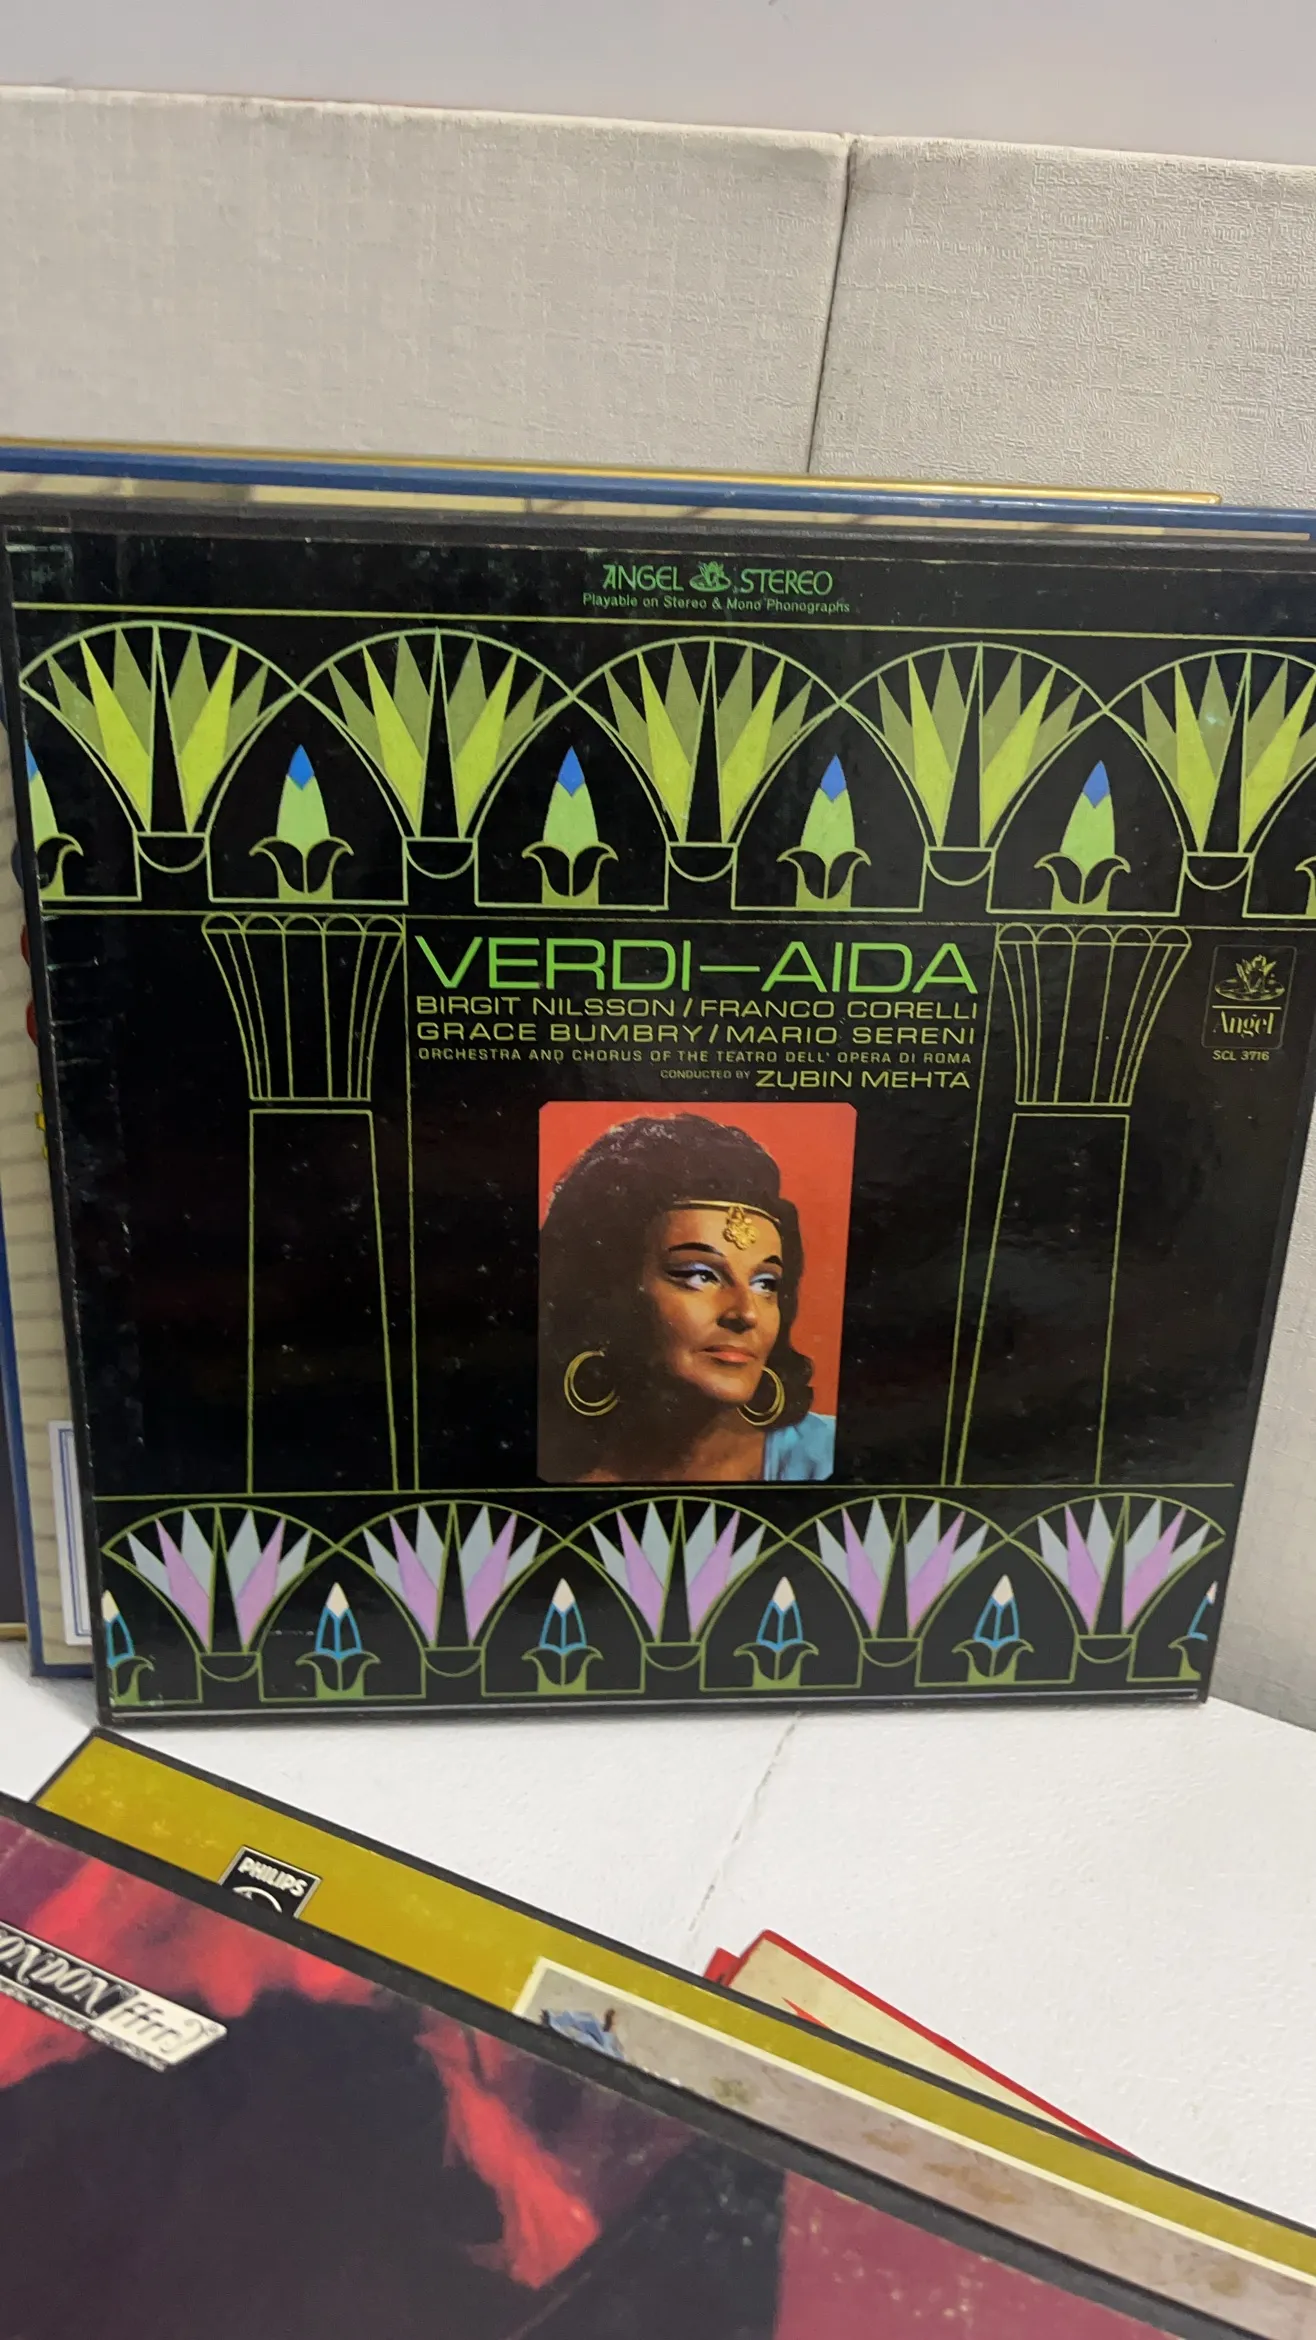 ANGEL STEREO
Playable on Stereo & Mono Phonographs
VERDI—AIDA
BIRGIT NILSSON / FRANCO CORELLI
GRACE BUMBRY / MARIO SERENI
ORCHESTRA AND CHORUS OF THE TEATRO DELL' OPERA DI ROMA
CONDUCTED BY ZUBIN MEHTA
Angel
SCL 3716
PHILIPS
ffrr